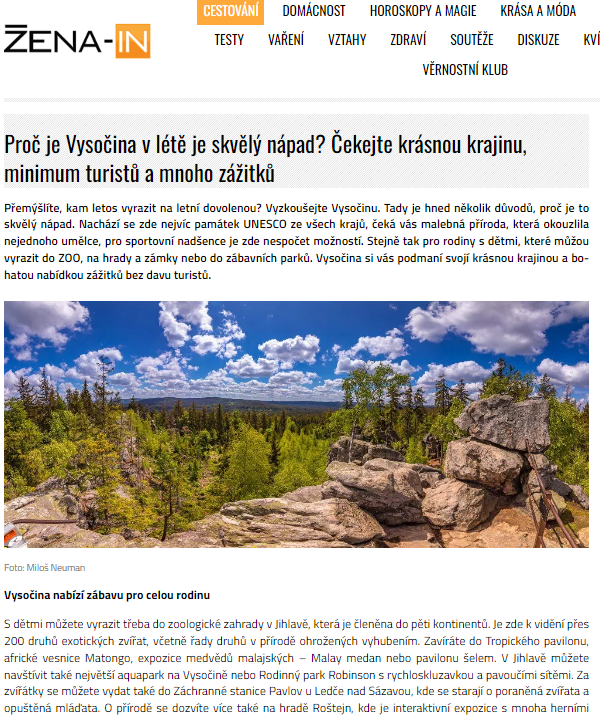 CESTOVÁNÍ DOMÁCNOST HOROSKOPY A MAGIE KRÁSA A MÓDA
ŽENA-IN
TESTY VAŘENÍ VZTAHY ZDRAVÍ SOUTĚŽE DISKUZE KVÍ
VĚRNOSTNÍ KLUB
Proč je Vysočina v létě je skvělý nápad? Čekejte krásnou krajinu,
minimum turistů a mnoho zážitků
Přemýšlíte, kam letos vyrazit na letní dovolenou? Vyzkoušejte Vysočinu. Tady je hned několik důvodů, proč je to
skvělý nápad. Nachází se zde nejvíc památek UNESCO ze všech krajů, čeká vás malebná příroda, která okouzlila
nejednoho umělce, pro sportovní nadšence je zde nespočet možností. Stejně tak pro rodiny s dětmi, které můžou
vyrazit do ZOO, na hrady a zámky nebo do zábavních parků. Vysočina si vás podmaní svojí krásnou krajinou a bo-
hatou nabídkou zážitků bez davu turistů.
Foto: Miloš Neuman
Vysočina nabízí zábavu pro celou rodinu
S dětmi můžete vyrazit třeba do zoologické zahrady v Jihlavě, která je členěna do pěti kontinentů. Je zde k vidění přes
200 druhů exotických zvířat, včetně řady druhů v přírodě ohrožených vyhubením. Zavíráte do Tropického pavilonu,
africké vesnice Matongo, expozice medvědů malajských – Malay medan nebo pavilonu šelem. V Jihlavě můžete
navštívit také největší aquapark na Vysočině nebo Rodinný park Robinson s rychloskluzavkou a pavoučími sítěmi. Za
zvířátky se můžete vydat také do Záchranné stanice Pavlov u Ledče nad Sázavou, kde se starají o poraněná zvířata a
opuštěná mláďata. O přírodě se dozvíte více také na hradě Roštejn, kde je interaktivní expozice s mnoha herními